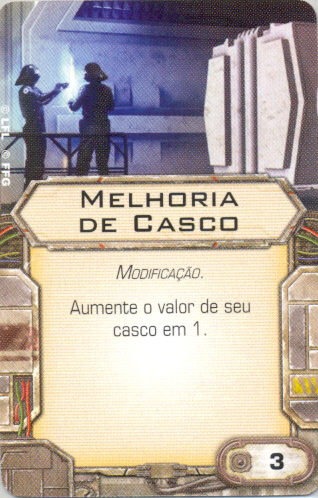 © LFL © FFG
MELHORIA
DE CASCO
MODIFICAÇÃO.
Aumente o valor de seu
casco em 1.
3